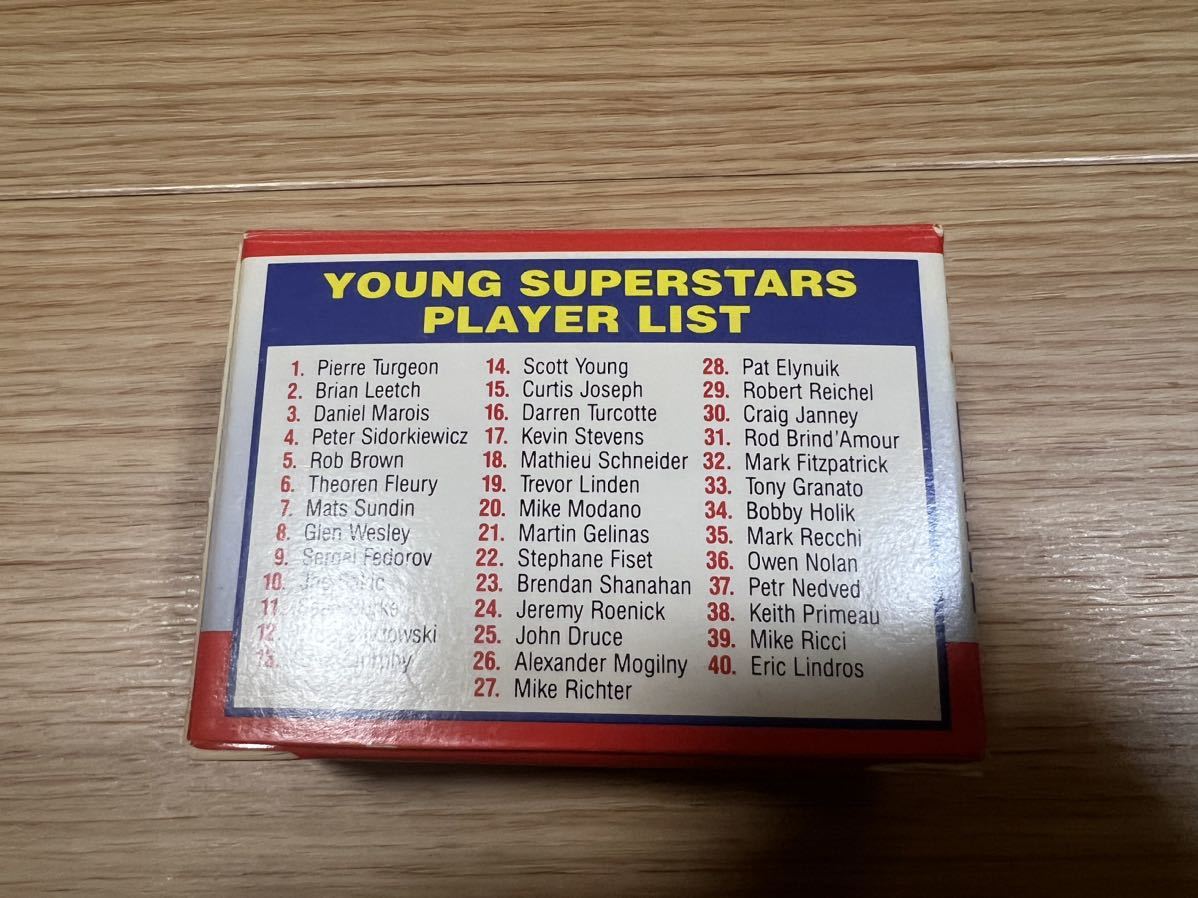 YOUNG SUPERSTARS
PLAYER LIST
1. Pierre Turgeon
2. Brian Leetch
3. Daniel Marois
4. Peter Sidorkiewicz
5. Rob Brown
6. Theoren Fleury
7. Mats Sundin
8. Glen Wesley
9. Sergei Fedorov
10. Joe
11.
12.
13.
14. Scott Young
15. Curtis Joseph
16. Darren Turcotte
17. Kevin Stevens
18. Mathieu Schneider
19. Trevor Linden
20. Mike Modano
21. Martin Gelinas
22. Stephane Fiset
23. Brendan Shanahan
24. Jeremy Roenick
25. John Druce
26. Alexander Mogilny
27. Mike Richter
28. Pat Elynuik
29. Robert Reichel
30. Craig Janney
31. Rod Brind'Amour
32. Mark Fitzpatrick
33. Tony Granato
34. Bobby Holik
35. Mark Recchi
36. Owen Nolan
37. Petr Nedved
38. Keith Primeau
39. Mike Ricci
40. Eric Lindros